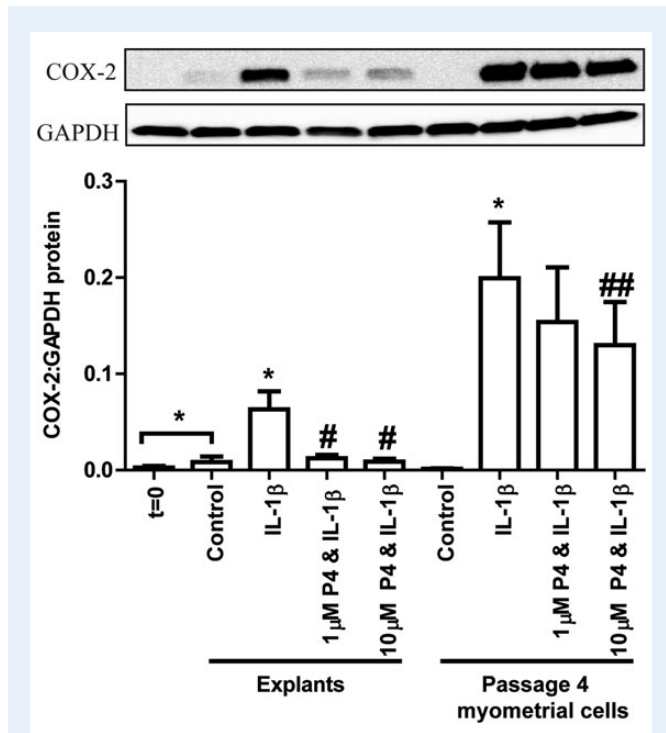 COX-2
GAPDH
COX-2:GAPDH protein
0.3
0.2
0.1
0.0
*
*
#
#
*
##
t=0
Control
IL-1β
1μM P4 & IL-1β
10μM P4 & IL-1β
Control
IL-1β
1μM P4 & IL-1β
10μM P4 & IL-1β
Explants
Passage 4
myometrial cells